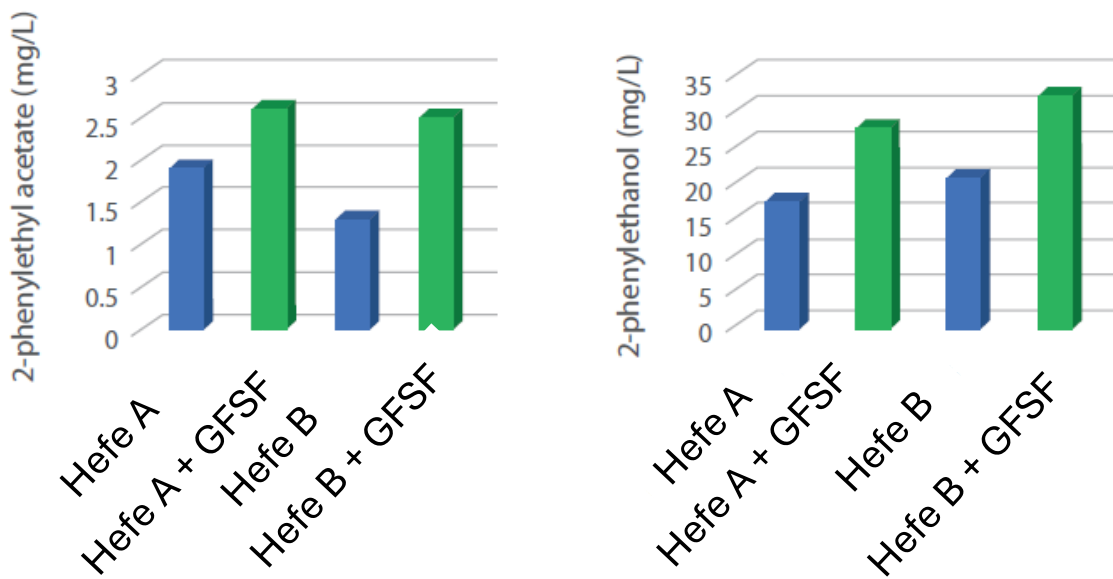 2-phenylethyl acetate (mg/L)
3
2.5
2
1.5
1
0.5
0
Hefe A
Hefe A + GFSF
Hefe B
Hefe B + GFSF
2-phenylethanol (mg/L)
35
30
25
20
15
10
5
0
Hefe A
Hefe A + GFSF
Hefe B
Hefe B + GFSF